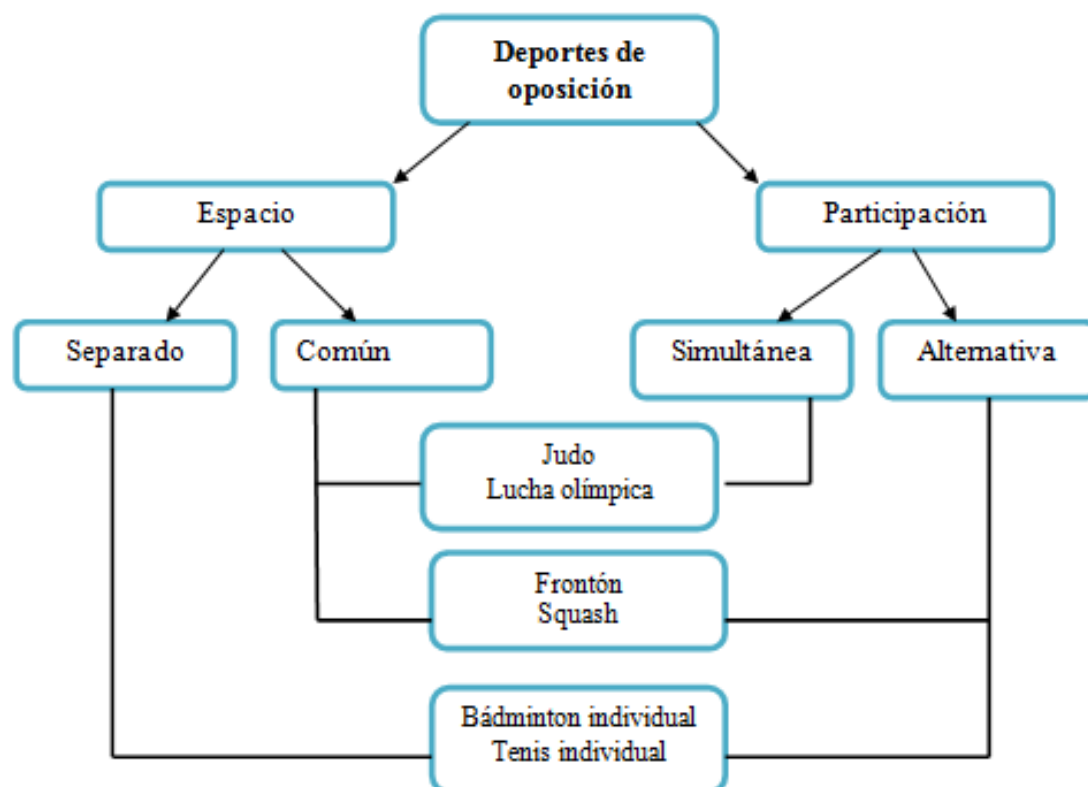 Deportes de
oposición
Espacio
Participación
Separado
Común
Simultánea
Alternativa
Judo
Lucha olímpica
Frontón
Squash
Bádminton individual
Tenis individual